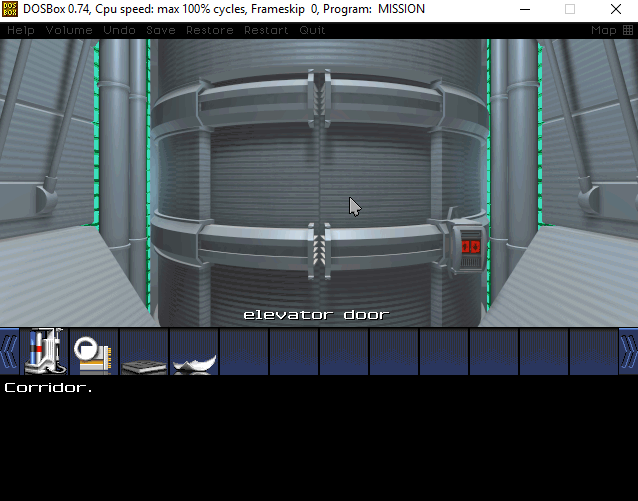 DOSBox 0.74, Cpu speed: max 100% cycles, Frameskip 0, Program: MISSION
Help Volume Undo Save Restore Restart Quit Map
00
elevator door
Corridor.